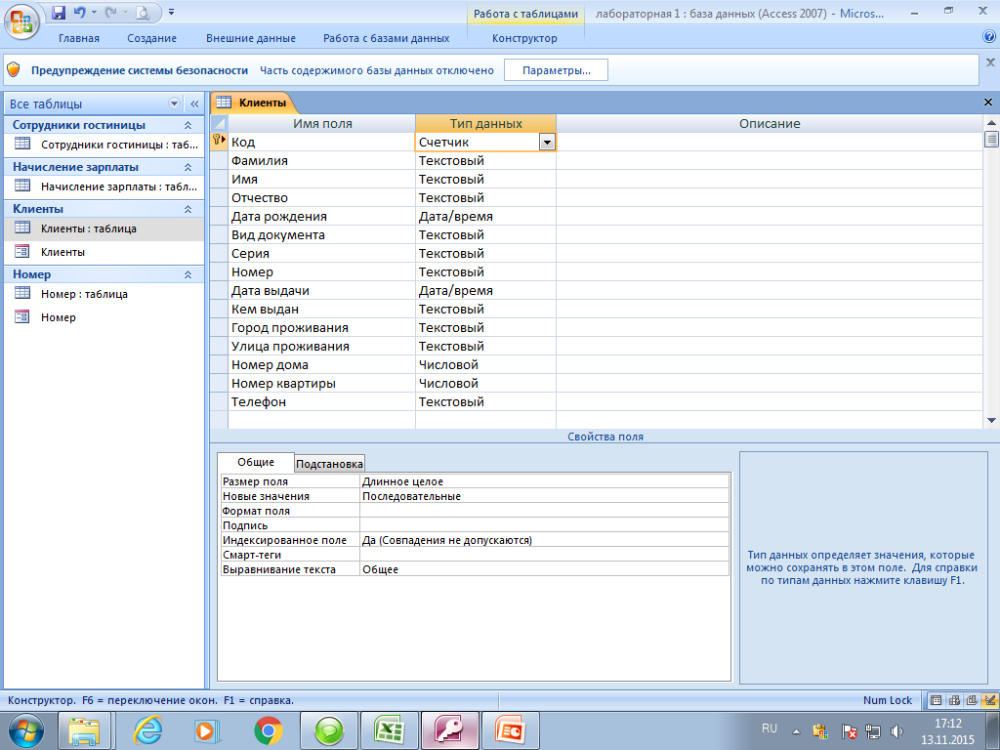 Работа с таблицами
лабораторная 1 : база данных (Access 2007) - Micros...
Главная Создание Внешние данные Работа с базами данных Конструктор
Предупреждение системы безопасности Часть содержимого базы данных отключено Параметры...
Все таблицы
Сотрудники гостиницы
Сотрудники гостиницы : таб...
Начисление зарплаты
Начисление зарплаты : табл...
Клиенты
Клиенты : таблица
Клиенты
Номер
Номер : таблица
Номер
Клиенты
Имя поля Тип данных Описание
Код Счетчик
Фамилия Текстовый
Имя Текстовый
Отчество Текстовый
Дата рождения Дата/время
Вид документа Текстовый
Серия Текстовый
Номер Текстовый
Дата выдачи Дата/время
Кем выдан Текстовый
Город проживания Текстовый
Улица проживания Текстовый
Номер дома Числовой
Номер квартиры Числовой
Телефон Текстовый
Свойства поля
Общие Подстановка
Размер поля Длинное целое
Новые значения Последовательные
Формат поля
Подпись
Индексированное поле Да (Совпадения не допускаются)
Смарт-теги
Выравнивание текста Общее
Тип данных определяет значения, которые
можно сохранять в этом поле. Для справки
по типам данных нажмите клавишу F1.
Конструктор. F6 = переключение окон. F1 = справка. Num Lock
RU
17:12
13.11.2015